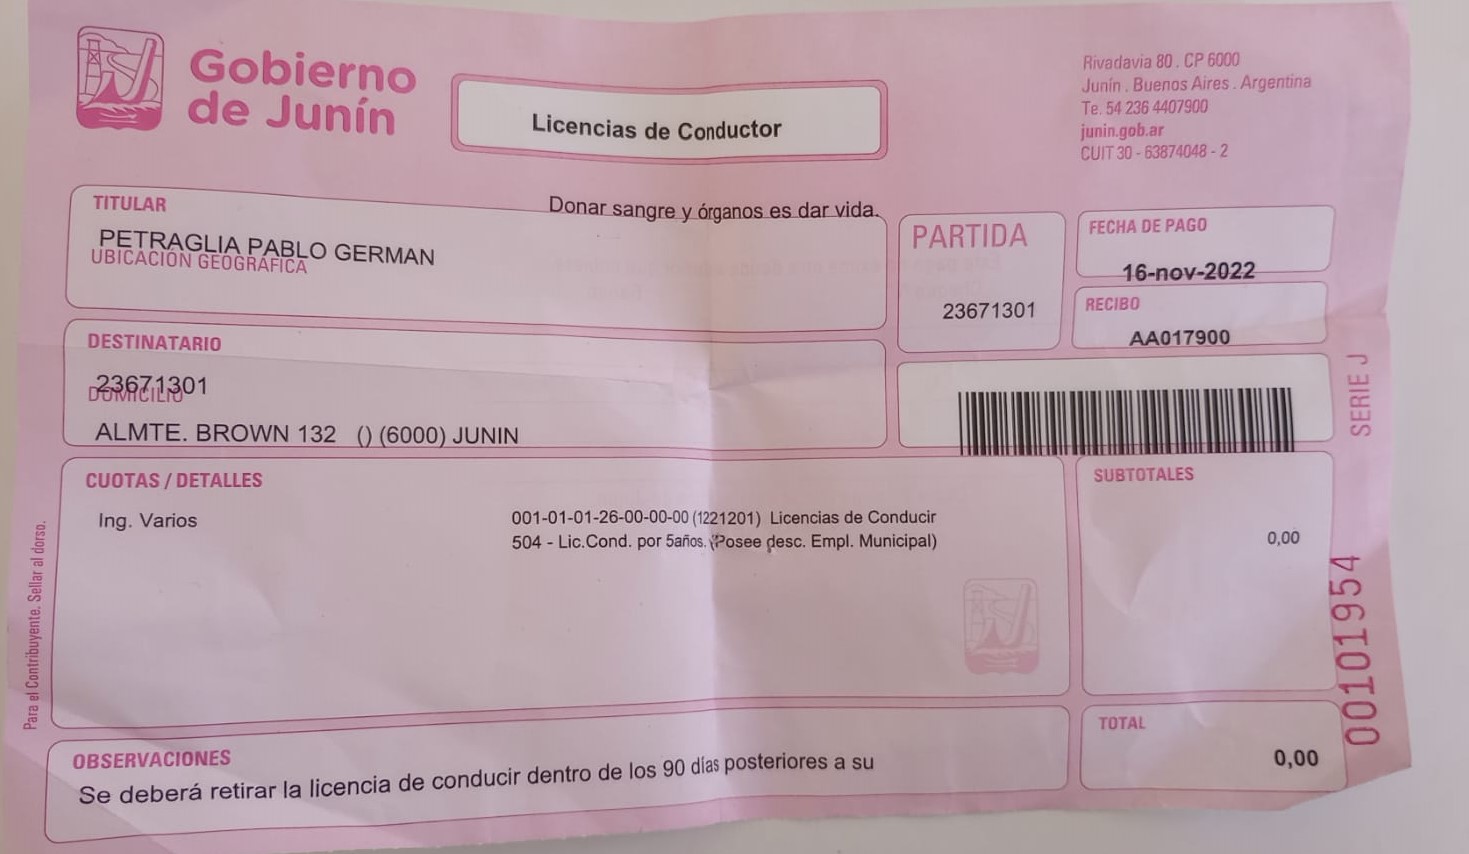 Gobierno
de Junín
Licencias de Conductor
Rivadavia 80 . CP 6000
Junín . Buenos Aires . Argentina
Te. 54 236 4407900
junin.gob.ar
CUIT 30 - 63874048 - 2
Donar sangre y órganos es dar vida.
TITULAR
PETRAGLIA PABLO GERMAN
UBICACIÓN GEOGRÁFICA
PARTIDA
23671301
FECHA DE PAGO
16-nov-2022
RECIBO
AA017900
DESTINATARIO
23671301
DOMICILIO
ALMTE. BROWN 132 () (6000) JUNIN
SERIE J
CUOTAS / DETALLES
Ing. Varios
001-01-01-26-00-00-00 (1221201) Licencias de Conducir
504 - Lic.Cond. por 5años. (Posee desc. Empl. Municipal)
SUBTOTALES
0,00
00101954
Para el Contribuyente. Sellar al dorso.
OBSERVACIONES
Se deberá retirar la licencia de conducir dentro de los 90 días posteriores a su
TOTAL
0,00